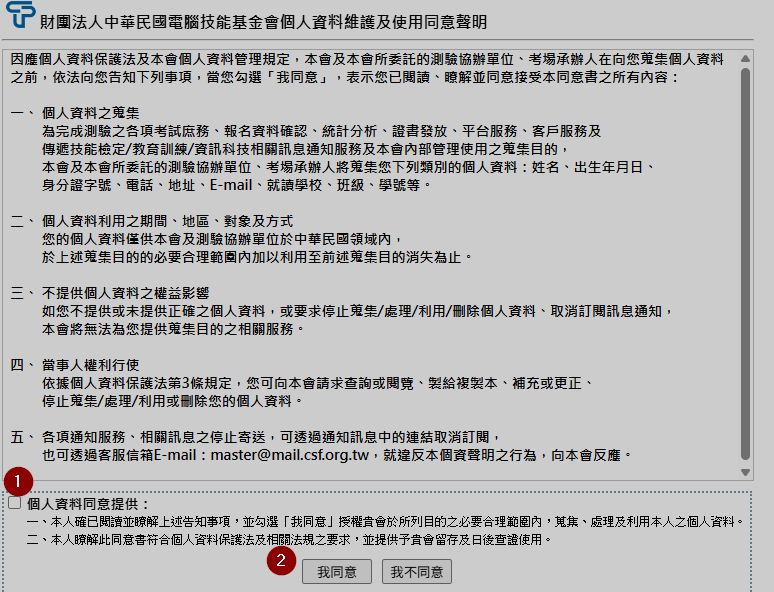 財團法人中華民國電腦技能基金會個人資料維護及使用同意聲明
因應個人資料保護法及本會個人資料管理規定，本會及本會所委託的測驗協辦單位、考場承辦人在向您蒐集個人資料
之前，依法向您告知下列事項，當您勾選「我同意」，表示您已閱讀、瞭解並同意接受本同意書之所有內容：
一、 個人資料之蒐集
為完成測驗之各項考試庶務、報名資料確認、統計分析、證書發放、平台服務、客戶服務及
傳遞技能檢定/教育訓練/資訊科技相關訊息通知服務及本會內部管理使用之蒐集目的，
本會及本會所委託的測驗協辦單位、考場承辦人將蒐集您下列類別的個人資料：姓名、出生年月日、
身分證字號、電話、地址、E-mail、就讀學校、班級、學號等。
二、 個人資料利用之期間、地區、對象及方式
您的個人資料僅供本會及測驗協辦單位於中華民國領域內，
於上述蒐集目的的必要合理範圍內加以利用至前述蒐集目的消失為止。
三、 不提供個人資料之權益影響
如您不提供或未提供正確之個人資料，或要求停止蒐集/處理/利用/刪除個人資料、取消訂閱訊息通知，
本會將無法為您提供蒐集目的之相關服務。
四、 當事人權利行使
依據個人資料保護法第3條規定，您可向本會請求查詢或閱覽、製給複製本、補充或更正、
停止蒐集/處理/利用或刪除您的個人資料。
五、 各項通知服務、相關訊息之停止寄送，可透過通知訊息中的連結取消訂閱，
也可透過客服信箱E-mail：master@mail.csf.org.tw，就違反本個資聲明之行為，向本會反應。
1
個人資料同意提供：
一、本人確已閱讀並瞭解上述告知事項，並勾選「我同意」授權貴會於所列目的之必要合理範圍內，蒐集、處理及利用本人之個人資料。
二、本人瞭解此同意書符合個人資料保護法及相關法規之要求，並提供予貴會留存及日後查證使用。
2
我同意 我不同意